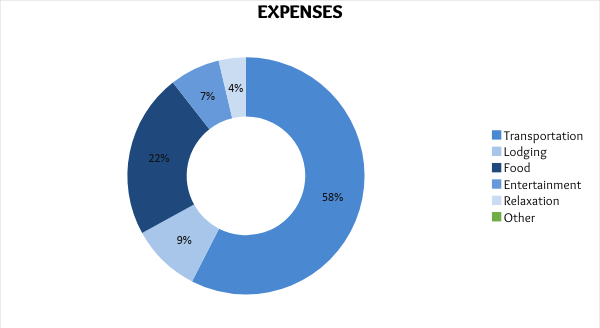 EXPENSES
4%
7%
22%
58%
9%
Transportation
Lodging
Food
Entertainment
Relaxation
Other